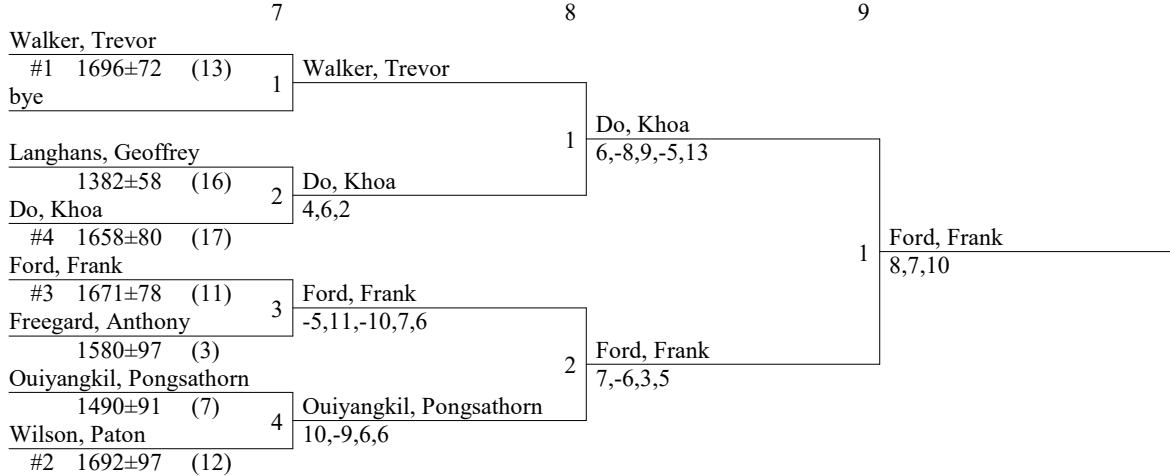 7 8 9
Walker, Trevor
#1 1696±72 (13)
bye
1
Langhans, Geoffrey
1382±58 (16)
Do, Khoa
#4 1658±80 (17)
2
Ford, Frank
#3 1671±78 (11)
Freegard, Anthony
1580±97 (3)
3
Ouiyangkil, Pongsathorn
1490±91 (7)
Wilson, Paton
#2 1692±97 (12)
4
Walker, Trevor
Do, Khoa
4,6,2
1
Ford, Frank
-5,11,-10,7,6
Ouiyangkil, Pongsathorn
10,-9,6,6
2
Do, Khoa
6,-8,9,-5,13
Ford, Frank
7,-6,3,5
1
Ford, Frank
8,7,10